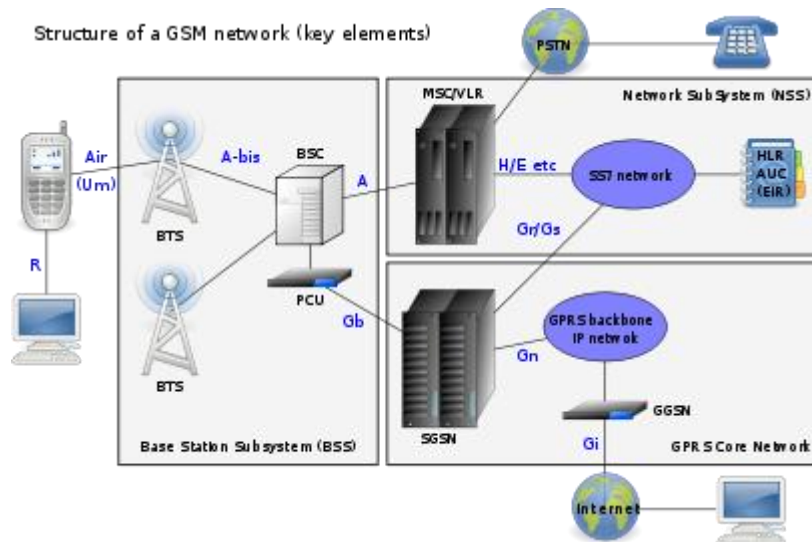 Structure of a GSM network (key elements)
PSTN
MSC/VLR
Network SubSystem (NSS)
Air
(Um)
A-bis
BSC
A
H/E etc
SS7 network
HLR
AUC
(EIR)
BTS
Gr/Gs
R
PCU
Gb
GPRS backbone
IP netwok
Gn
BTS
GGSN
Base Station Subsystem (BSS)
SGSN
Gi
GPRS Core Network
Internet